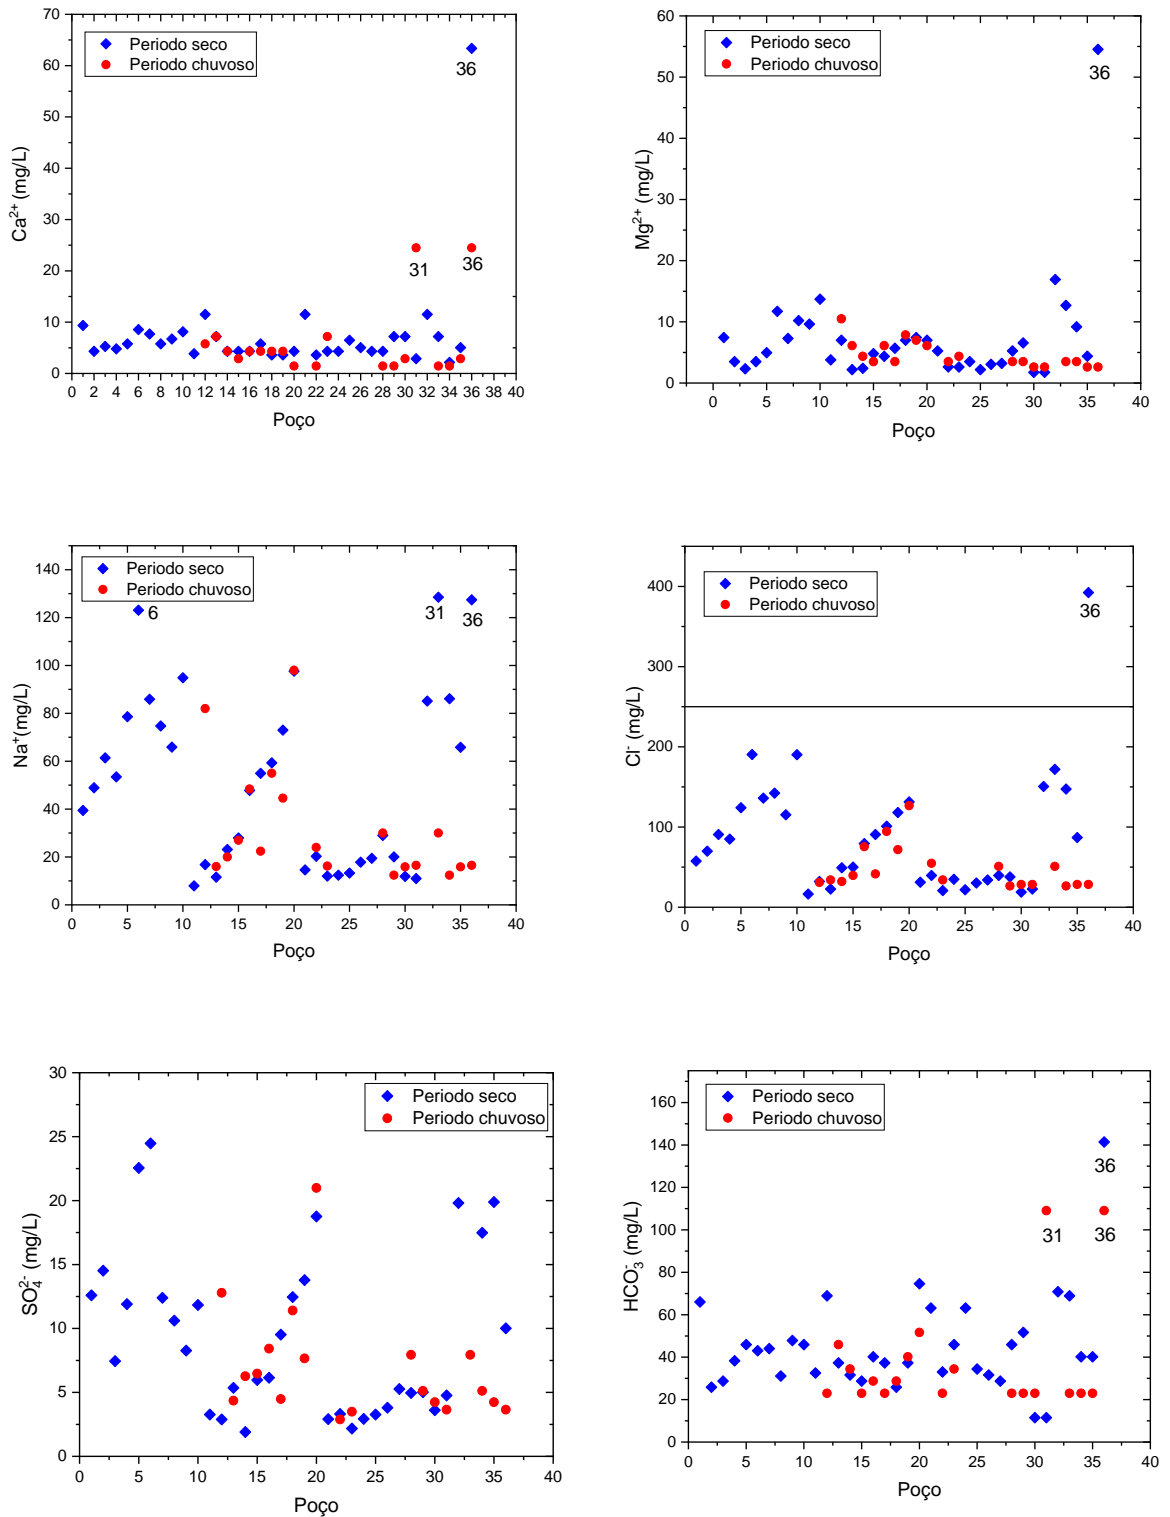 Periodo seco
Periodo chuvoso
70
60
50
40
30
20
10
0
Ca²⁺ (mg/L)
36
31
36
0 2 4 6 8 10 12 14 16 18 20 22 24 26 28 30 32 34 36 38 40
Poço
Periodo seco
Periodo chuvoso
60
50
40
30
20
10
0
Mg²⁺ (mg/L)
36
0 5 10 15 20 25 30 35 40
Poço
Periodo seco
Periodo chuvoso
140
120
100
80
60
40
20
0
Na⁺(mg/L)
6
31
36
0 5 10 15 20 25 30 35 40
Poço
Periodo seco
Periodo chuvoso
400
300
200
100
0
Cl⁻ (mg/L)
36
0 5 10 15 20 25 30 35 40
Poço
Periodo seco
Periodo chuvoso
30
25
20
15
10
5
0
SO₄²⁻ (mg/L)
0 5 10 15 20 25 30 35 40
Poço
Periodo seco
Periodo chuvoso
160
140
120
100
80
60
40
20
0
HCO₃⁻ (mg/L)
36
31
36
0 5 10 15 20 25 30 35 40
Poço